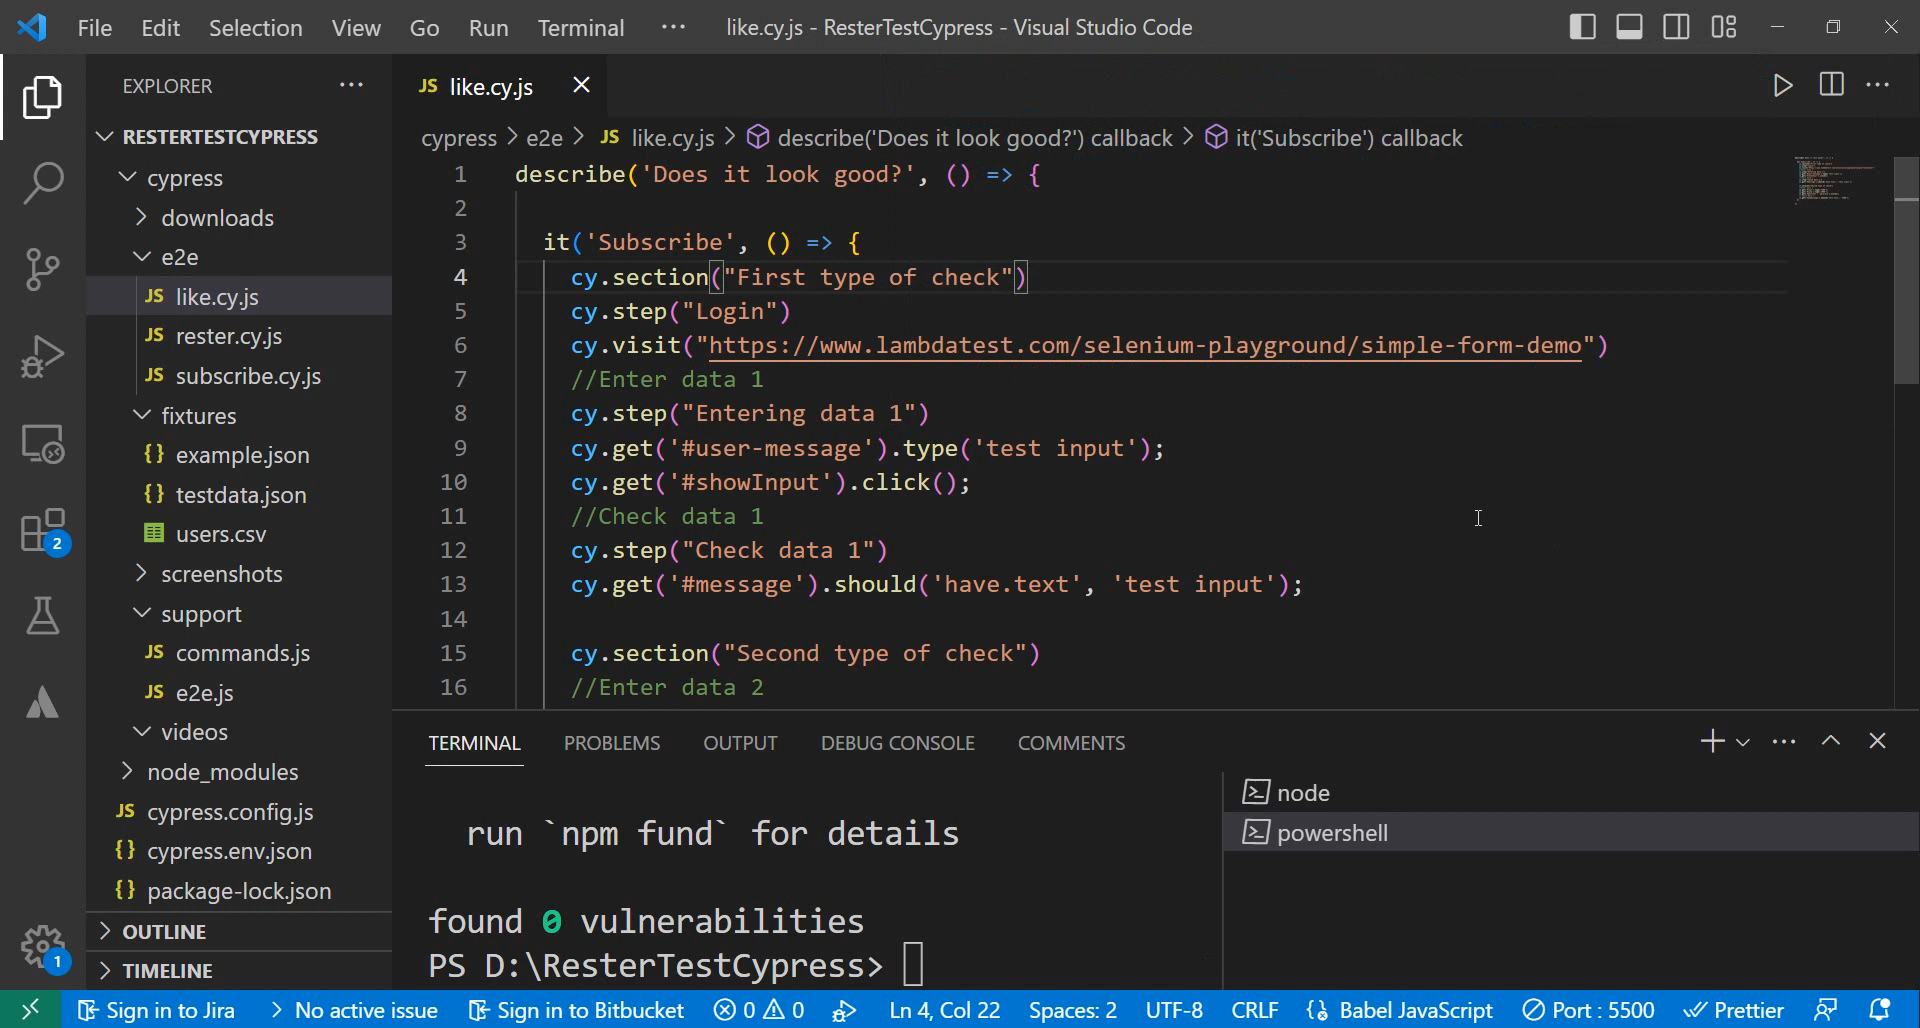 File Edit Selection View Go Run Terminal ··· like.cy.js - ResterTestCypress - Visual Studio Code
EXPLORER ···
JS like.cy.js
RESTERTESTCYPRESS
cypress > e2e > JS like.cy.js > describe('Does it look good?') callback > it('Subscribe') callback
cypress
downloads
e2e
JS like.cy.js
JS rester.cy.js
JS subscribe.cy.js
fixtures
{} example.json
{} testdata.json
users.csv
screenshots
support
JS commands.js
JS e2e.js
videos
node_modules
JS cypress.config.js
{} cypress.env.json
{} package-lock.json
OUTLINE
TIMELINE
2
1
1 describe('Does it look good?', () => {
2
3 it('Subscribe', () => {
4 cy.section("First type of check")
5 cy.step("Login")
6 cy.visit("https://www.lambdatest.com/selenium-playground/simple-form-demo")
7 //Enter data 1
8 cy.step("Entering data 1")
9 cy.get('#user-message').type('test input');
10 cy.get('#showInput').click();
11 //Check data 1
12 cy.step("Check data 1")
13 cy.get('#message').should('have.text', 'test input');
14
15 cy.section("Second type of check")
16 //Enter data 2
TERMINAL PROBLEMS OUTPUT DEBUG CONSOLE COMMENTS
run `npm fund` for details
found 0 vulnerabilities
PS D:\ResterTestCypress>
node
powershell
Sign in to Jira > No active issue Sign in to Bitbucket 0 0 Ln 4, Col 22 Spaces: 2 UTF-8 CRLF {} Babel JavaScript Port : 5500 Prettier